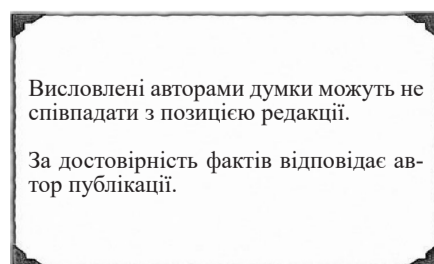 Висловлені авторами думки можуть не
співпадати з позицією редакції.
За достовірність фактів відповідає ав-
тор публікації.